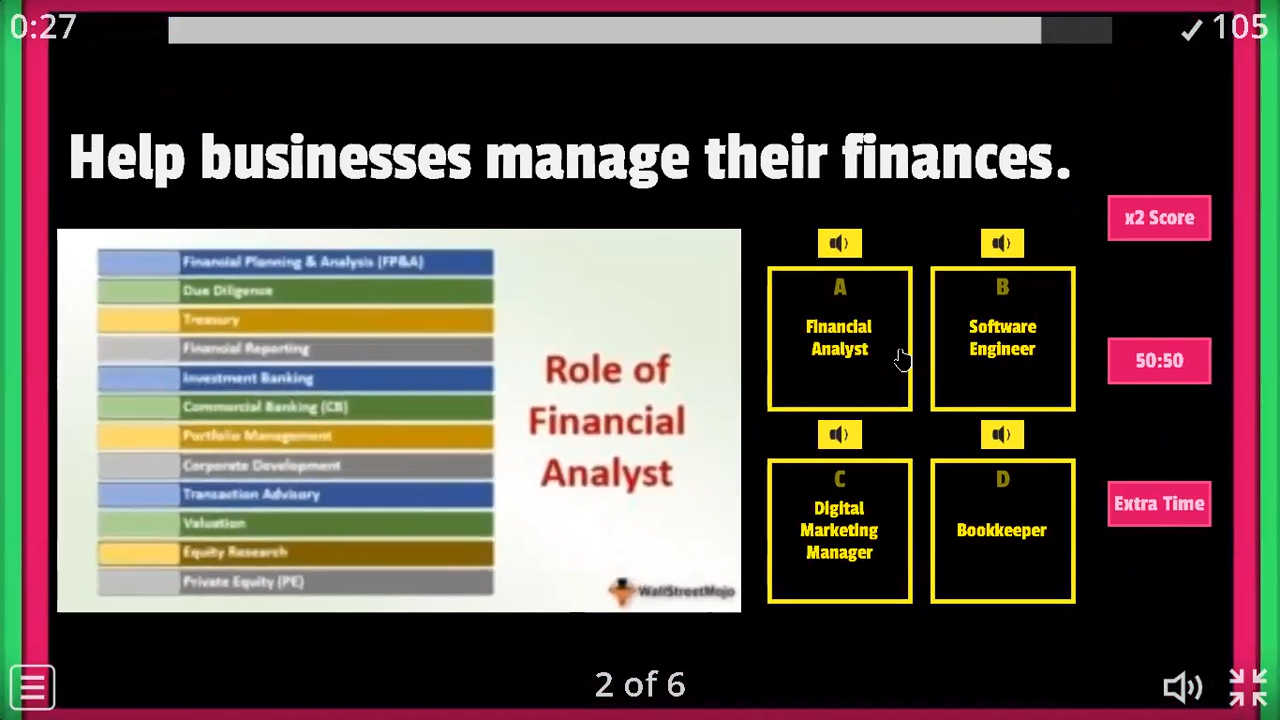 0:27
✓ 105
Help businesses manage their finances.
x2 Score
50:50
Extra Time
Financial Planning & Analysis (FP&A)
Due Diligence
Treasury
Financial Reporting
Investment Banking
Commercial Banking (CB)
Portfolio Management
Corporate Development
Transaction Advisory
Valuation
Equity Research
Private Equity (PE)
Role of
Financial
Analyst
WallStreetMojo
A
Financial
Analyst
B
Software
Engineer
C
Digital
Marketing
Manager
D
Bookkeeper
2 of 6